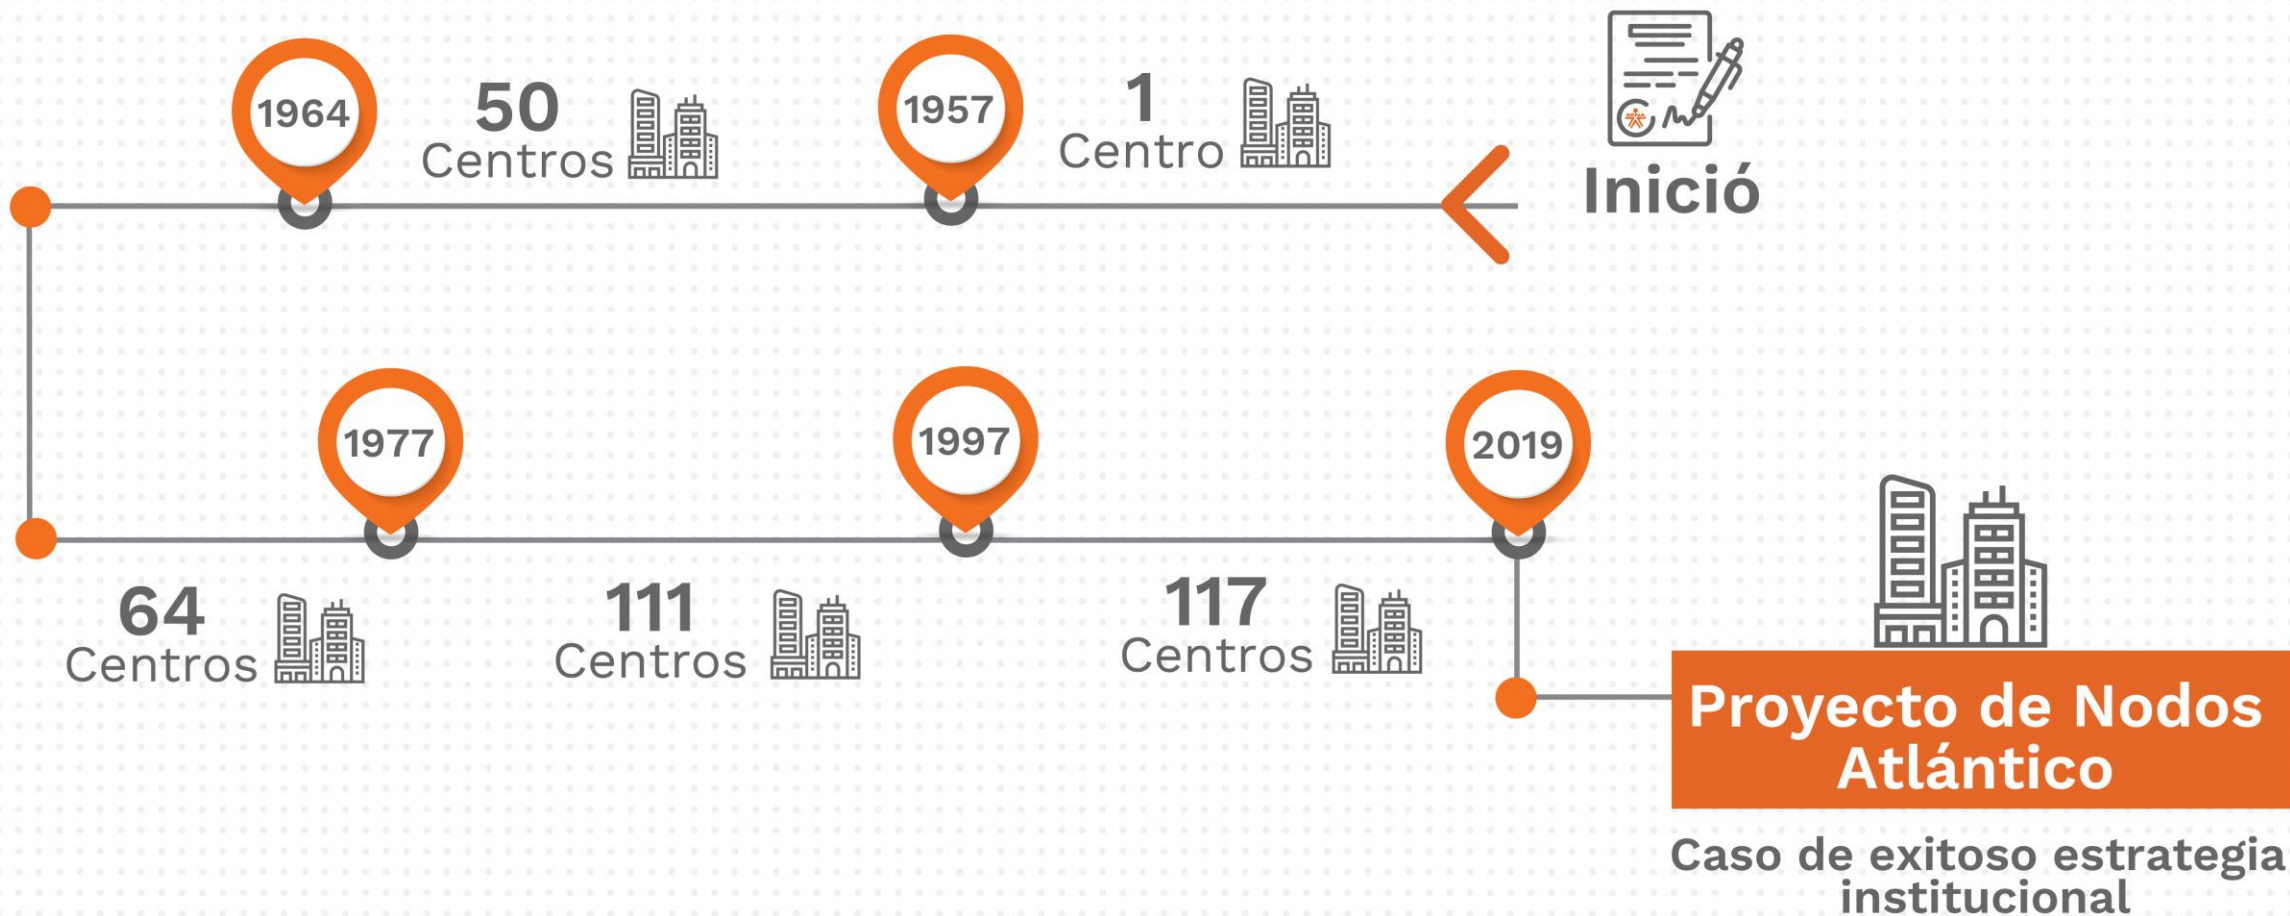 Inició
1
Centro
1957
50
Centros
1964
64
Centros
1977
111
Centros
1997
117
Centros
2019
Proyecto de Nodos
Atlántico
Caso de exitoso estrategia
institucional